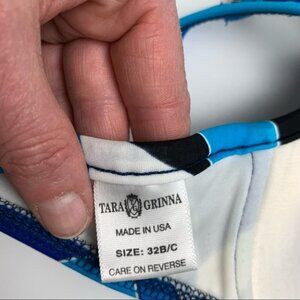 TARA GRINNA
MADE IN USA
SIZE: 32B/C
CARE ON REVERSE